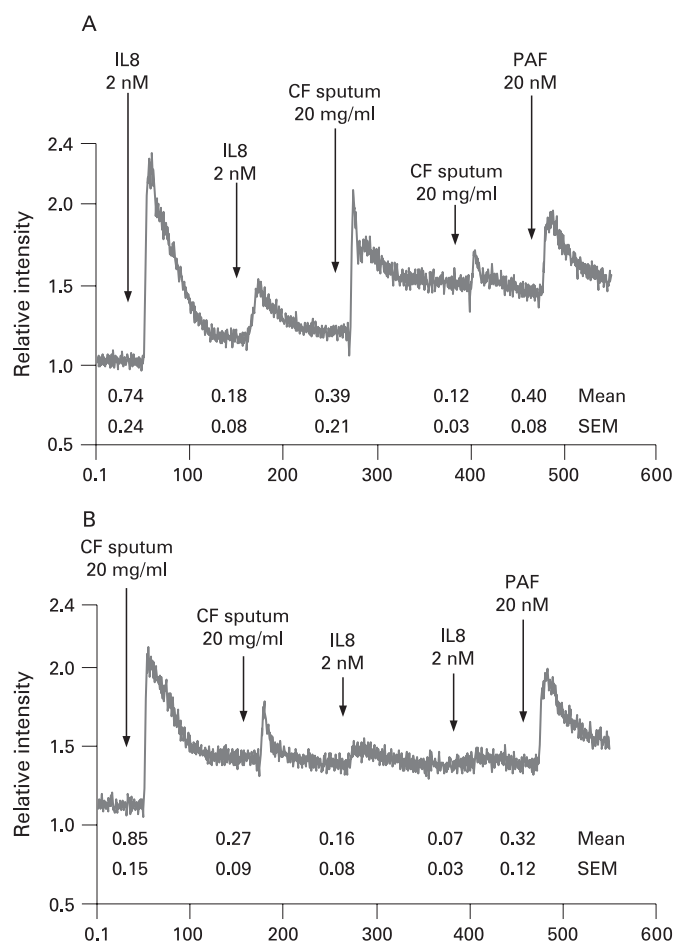 A
IL8
2 nM
IL8
2 nM
CF sputum
20 mg/ml
CF sputum
20 mg/ml
PAF
20 nM
Relative intensity
2.4
2.0
1.5
1.0
0.5
0.74 0.18 0.39 0.12 0.40 Mean
0.24 0.08 0.21 0.03 0.08 SEM
0.1 100 200 300 400 500 600
B
CF sputum
20 mg/ml
CF sputum
20 mg/ml
IL8
2 nM
IL8
2 nM
PAF
20 nM
Relative intensity
2.4
2.0
1.5
1.0
0.5
0.85 0.27 0.16 0.07 0.32 Mean
0.15 0.09 0.08 0.03 0.12 SEM
0.1 100 200 300 400 500 600